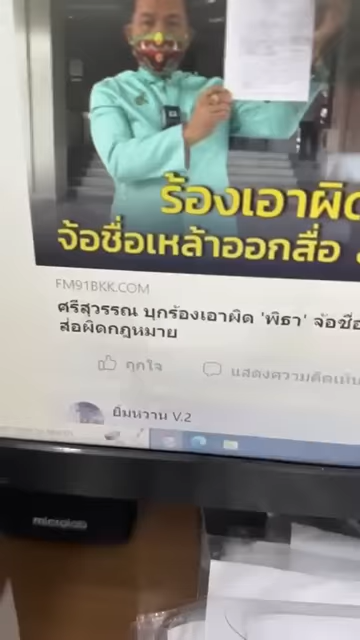 ร้องเอาผิด
จ้อชื่อเหล้าออกสื่อ
FM91BKK.COM
ศรีสุวรรณ บุกร้องเอาผิด 'พิธา' จ้อชื่อ
ส่อผิดกฎหมาย
ถูกใจ
แสดงความคิดเห็น
ยิ้มหวาน V.2
microlab